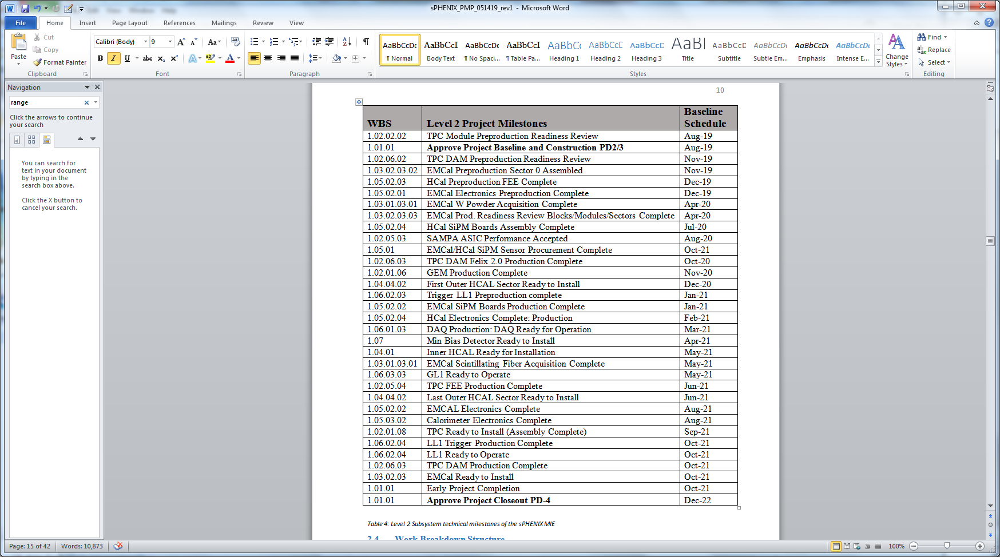 sPHENIX_PMP_051419_rev1 - Microsoft Word
File Home Insert Page Layout References Mailings Review View
Paste
Cut
Copy
Format Painter
Clipboard
Calibri (Body) 9
Font
Paragraph
AaBbCcDc AaBbCcI AaBbCcDc AaBbCcI AaBbCc AaBbCcD AaBbCcD AaBl AaBbCcD AaBbCcDc AaBbCcDc AaBbCcDc
¶ Normal Body Text ¶ No Spaci... ¶ Table Pa... Heading 1 Heading 2 Heading 3 Title Subtitle Subtle Em... Emphasis Intense E...
Styles
Change Styles
Find
Replace
Select
Editing
Navigation
range
Click the arrows to continue
your search
You can search for
text in your document
by typing in the
search box above.
Click the X button to
cancel your search.
10
WBS Level 2 Project Milestones Baseline Schedule
1.02.02.02 TPC Module Preproduction Readiness Review Aug-19
1.01.01 Approve Project Baseline and Construction PD2/3 Aug-19
1.02.06.02 TPC DAM Preproduction Readiness Review Nov-19
1.03.02.03.02 EMCal Preproduction Sector 0 Assembled Nov-19
1.05.02.03 HCal Preproduction FEE Complete Dec-19
1.05.02.01 EMCal Electronics Preproduction Complete Dec-19
1.03.01.03.01 EMCal W Powder Acquisition Complete Apr-20
1.03.02.03.03 EMCal Prod. Readiness Review Blocks/Modules/Sectors Complete Apr-20
1.05.02.04 HCal SiPM Boards Assembly Complete Jul-20
1.02.05.03 SAMPA ASIC Performance Accepted Aug-20
1.05.01 EMCal/HCal SiPM Sensor Procurement Complete Oct-21
1.02.06.03 TPC DAM Felix 2.0 Production Complete Oct-20
1.02.01.06 GEM Production Complete Nov-20
1.04.04.02 First Outer HCAL Sector Ready to Install Dec-20
1.06.02.03 Trigger LL1 Preproduction complete Jan-21
1.05.02.02 EMCal SiPM Boards Production Complete Jan-21
1.05.02.04 HCal Electronics Complete: Production Feb-21
1.06.01.03 DAQ Production: DAQ Ready for Operation Mar-21
1.07 Min Bias Detector Ready to Install Apr-21
1.04.01 Inner HCAL Ready for Installation May-21
1.03.01.03.01 EMCal Scintillating Fiber Acquisition Complete May-21
1.06.03.03 GL1 Ready to Operate May-21
1.02.05.04 TPC FEE Production Complete Jun-21
1.04.04.02 Last Outer HCAL Sector Ready to Install Jun-21
1.05.02.02 EMCAL Electronics Complete Aug-21
1.05.03.02 Calorimeter Electronics Complete Aug-21
1.02.01.08 TPC Ready to Install (Assembly Complete) Sep-21
1.06.02.04 LL1 Trigger Production Complete Oct-21
1.06.02.04 LL1 Ready to Operate Oct-21
1.02.06.03 TPC DAM Production Complete Oct-21
1.03.02.03 EMCal Ready to Install Oct-21
1.01.01 Early Project Completion Oct-21
1.01.01 Approve Project Closeout PD-4 Dec-22
Table 4: Level 2 Subsystem technical milestones of the sPHENIX MIE
2.4 Work Breakdown Structure
Page: 15 of 42 Words: 10,873 100%